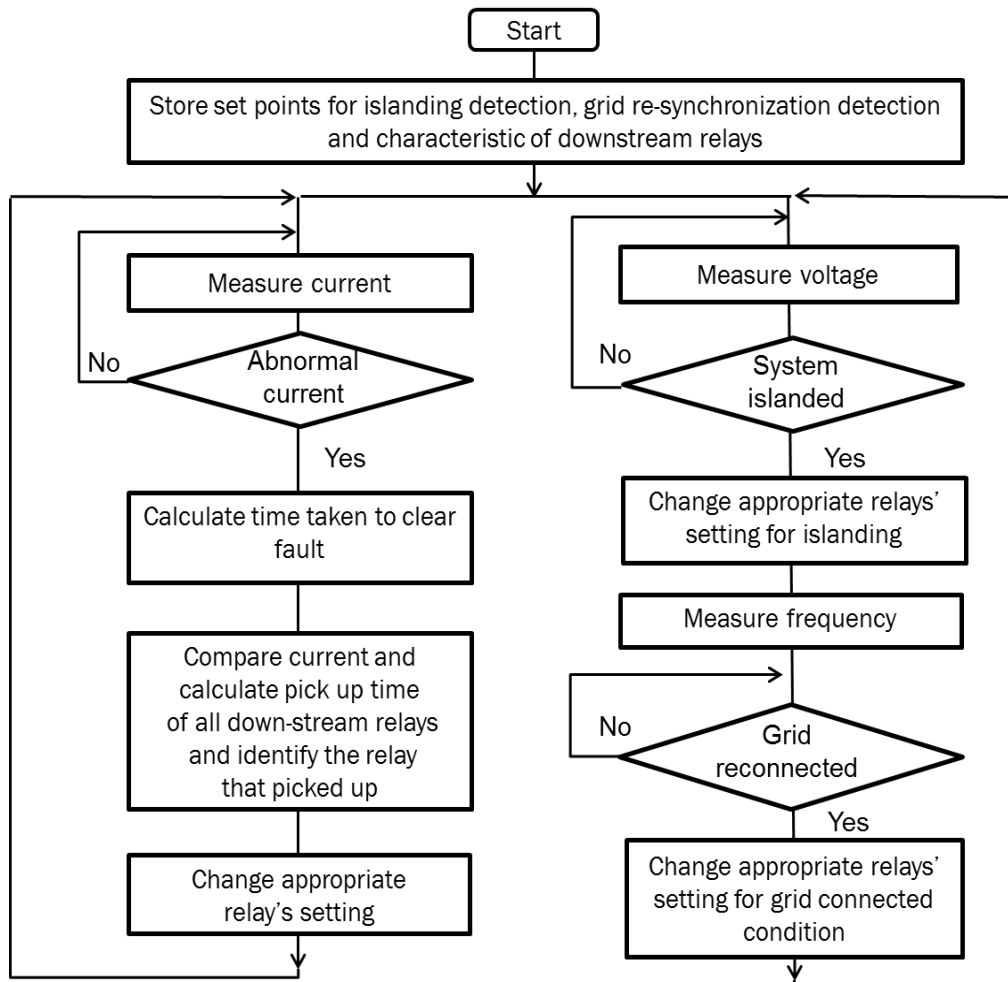 Start
Store set points for islanding detection, grid re-synchronization detection
and characteristic of downstream relays
Measure current
Abnormal
current
No
Yes
Calculate time taken to clear
fault
Compare current and
calculate pick up time
of all down-stream relays
and identify the relay
that picked up
Change appropriate
relay's setting
Measure voltage
System
islanded
No
Yes
Change appropriate relays'
setting for islanding
Measure frequency
Grid
reconnected
No
Yes
Change appropriate relays'
setting for grid connected
condition